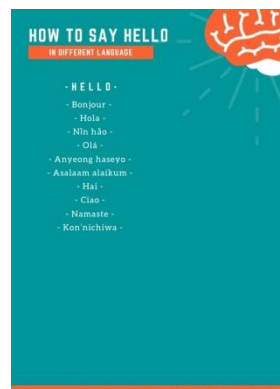 HOW TO SAY HELLO
IN DIFFERENT LANGUAGE
- H E L L O -
- Bonjour -
- Hola -
- Nǐn hǎo -
- Olá -
- Anyeong haseyo -
- Asalaam alaikum -
- Hai -
- Ciao -
- Namaste -
- Kon'nichiwa -